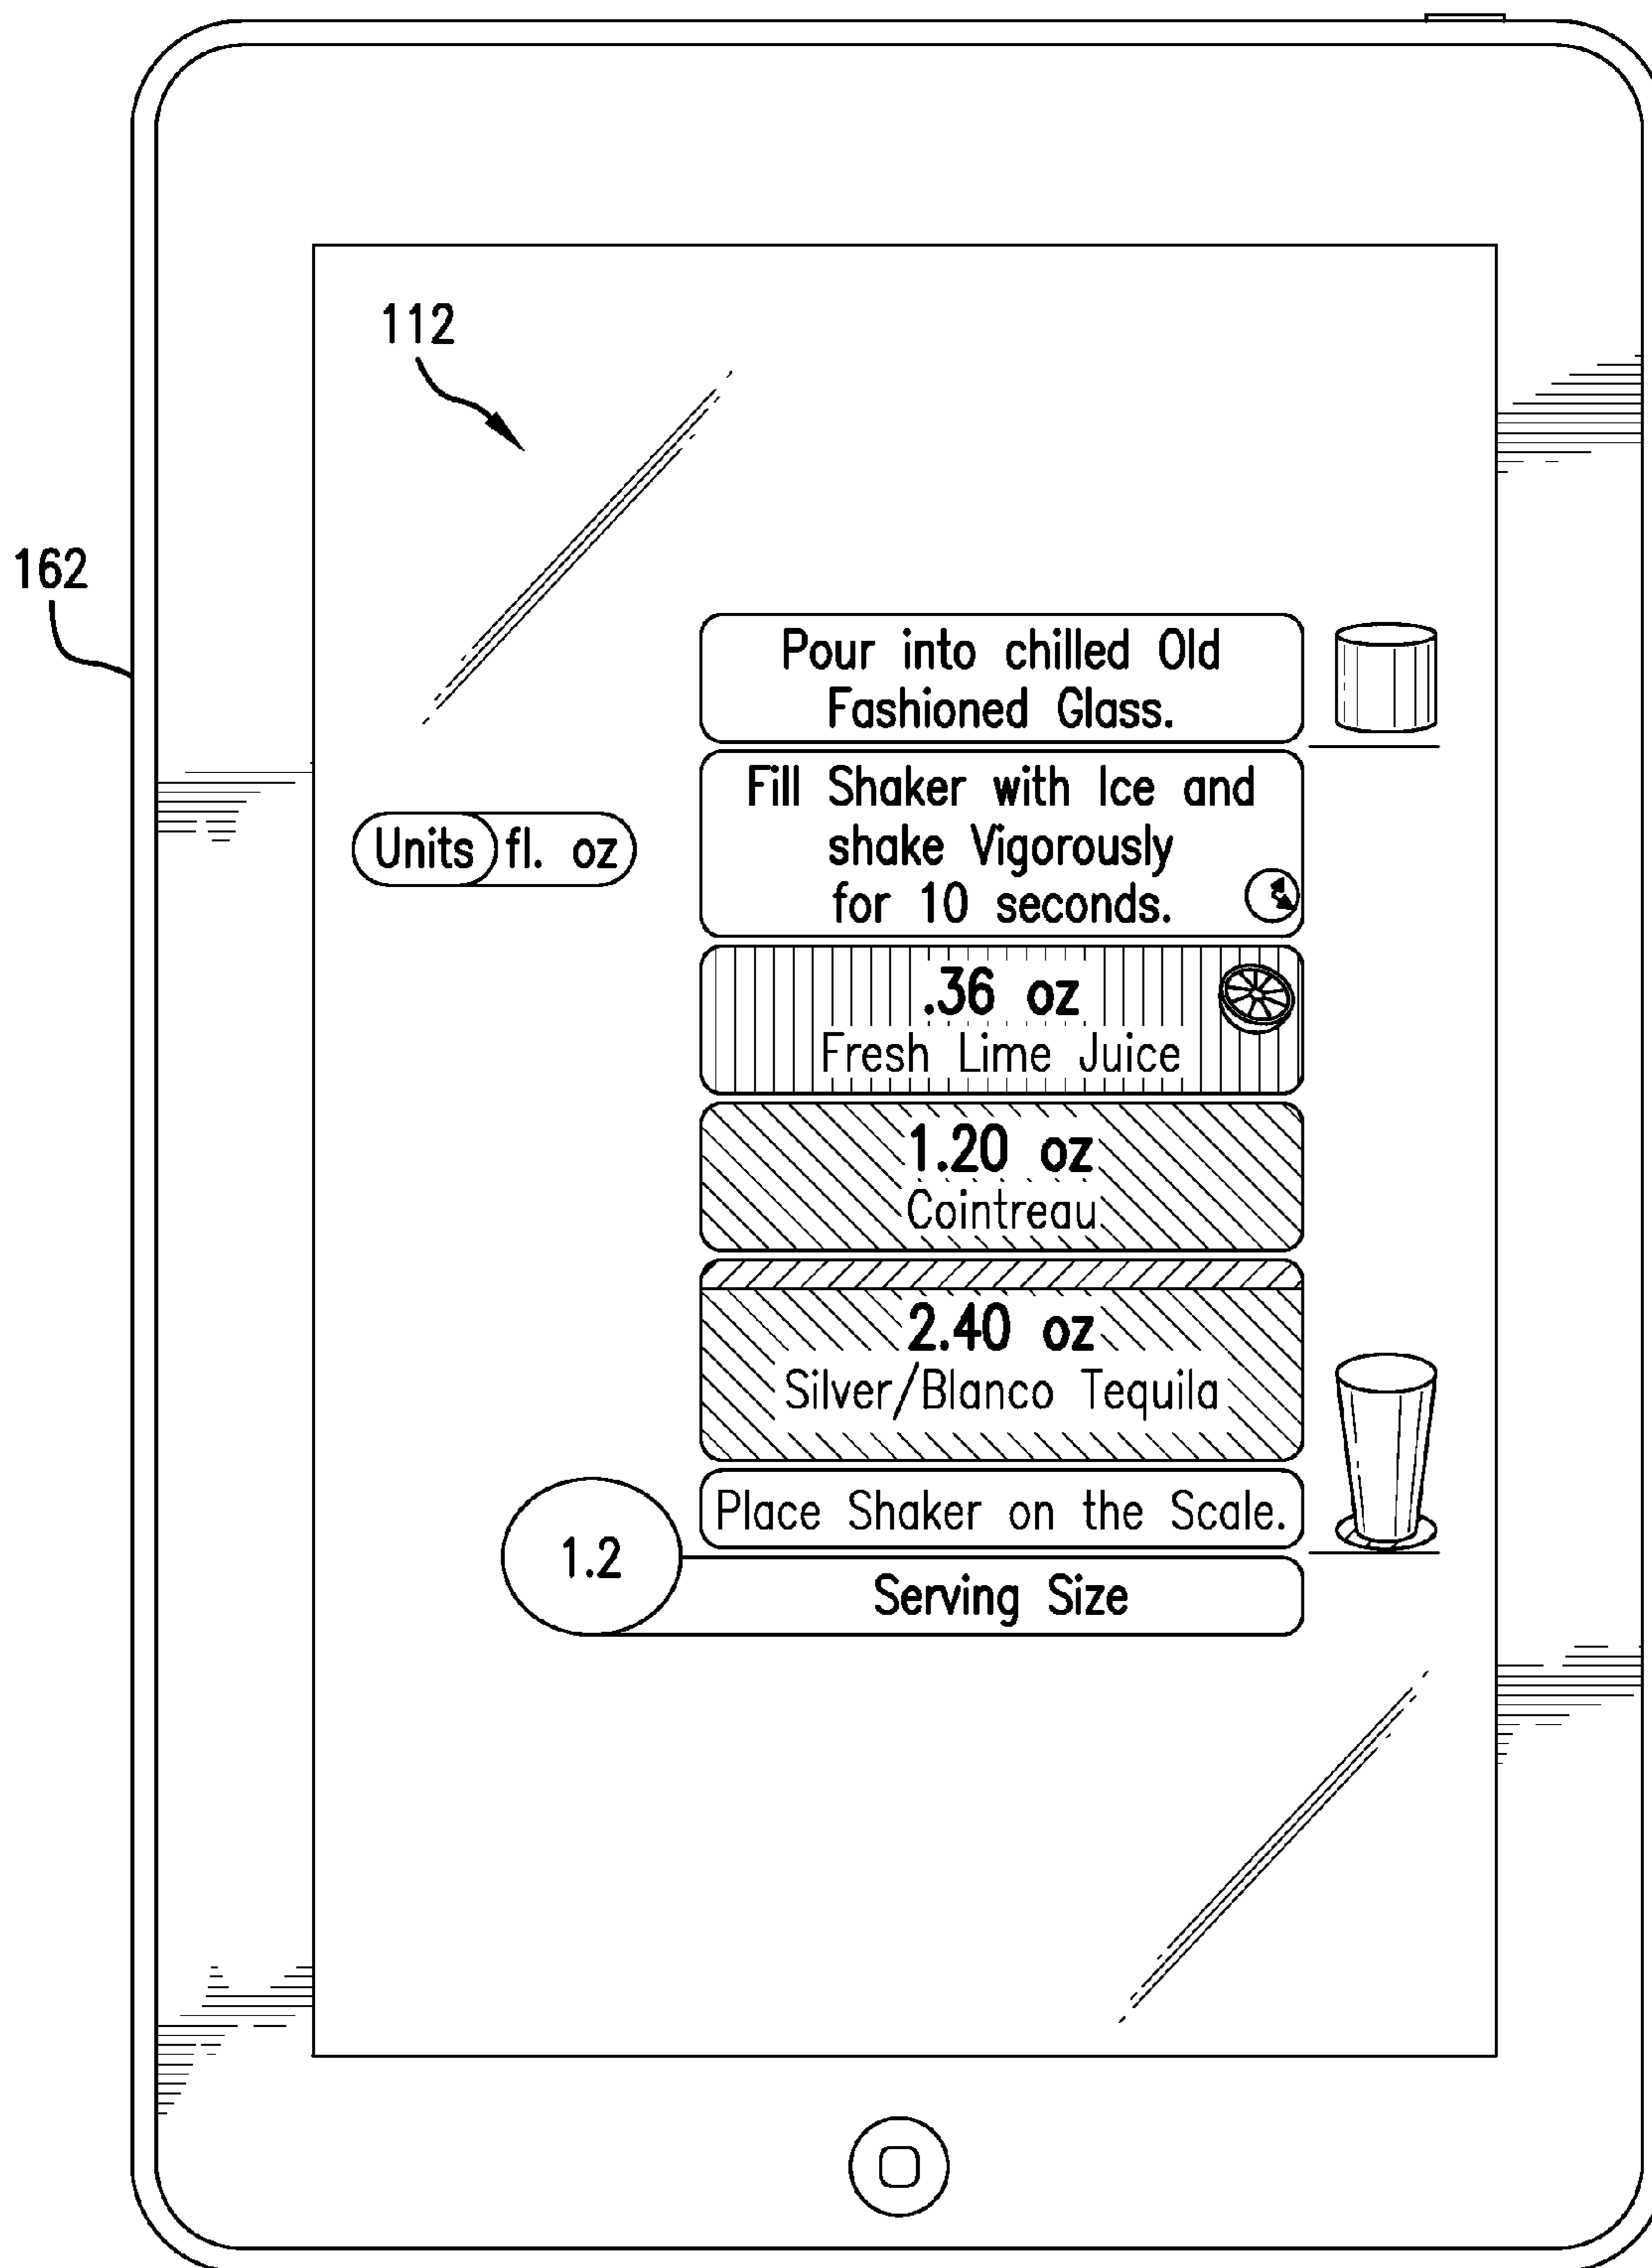 112
162
Pour into chilled Old
Fashioned Glass.
Fill Shaker with Ice and
shake Vigorously
for 10 seconds.
Units fl. oz
.36 oz
Fresh Lime Juice
1.20 oz
Cointreau
2.40 oz
Silver/Blanco Tequila
Place Shaker on the Scale.
1.2
Serving Size